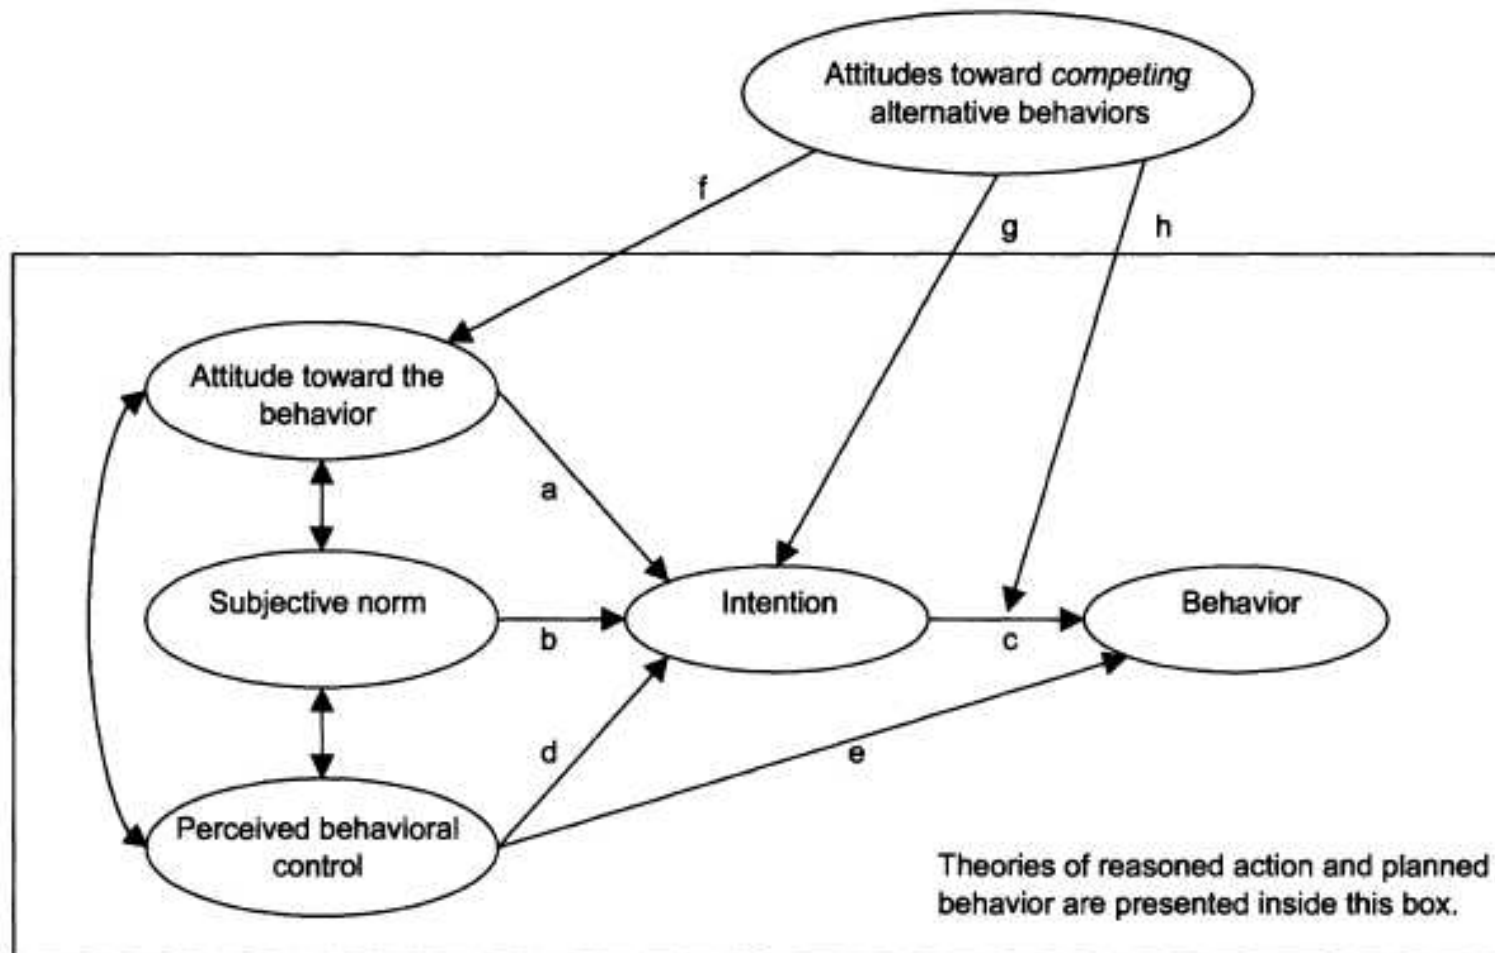 Attitudes toward competing
alternative behaviors
f
g
h
Attitude toward the
behavior
a
Subjective norm
b
Intention
c
Behavior
d
e
Perceived behavioral
control
Theories of reasoned action and planned
behavior are presented inside this box.